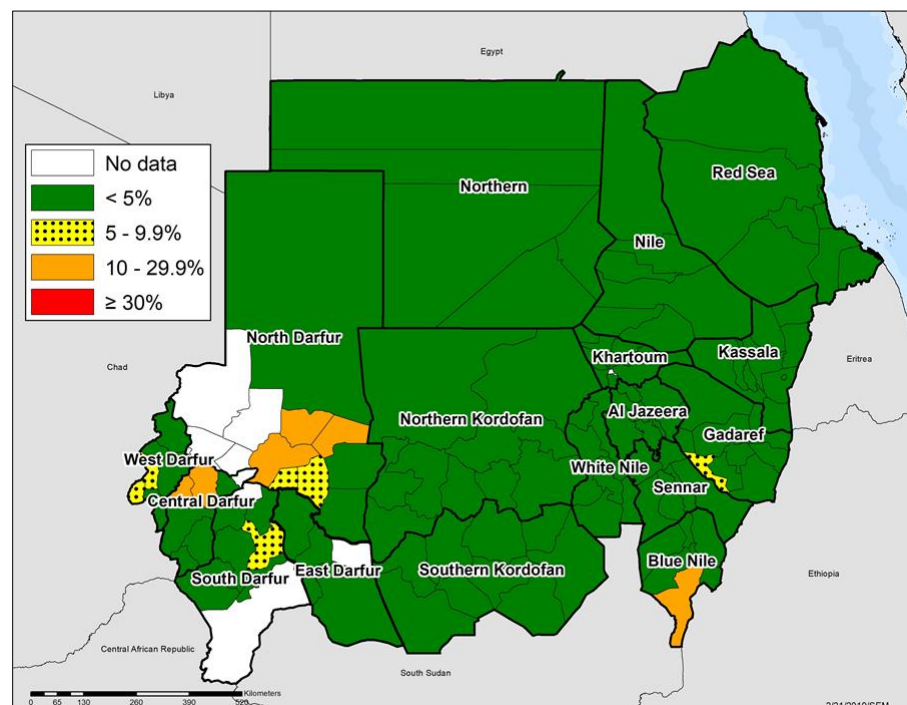 Egypt
Libya
No data
< 5%
5 - 9.9%
10 - 29.9%
≥ 30%
Red Sea
Northern
Nile
North Darfur
Chad
Khartoum
Kassala
Eritrea
Al Jazeera
Northern Kordofan
Gadaref
West Darfur
White Nile
Sennar
Central Darfur
Blue Nile
South Darfur
East Darfur
Southern Kordofan
Ethiopia
Central African Republic
South Sudan
Kilometers
0 65 130 260 390 520